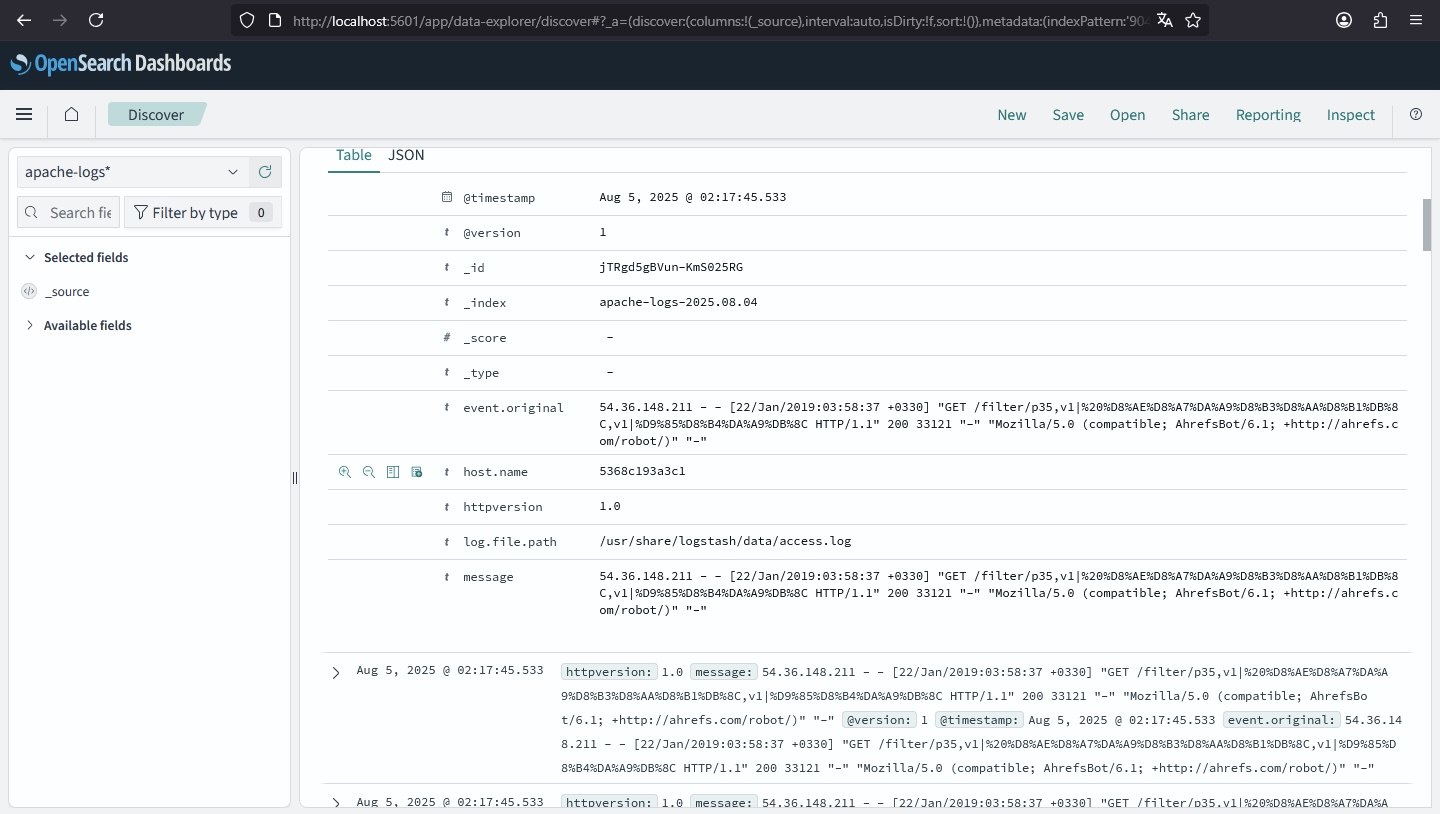 http://localhost:5601/app/data-explorer/discover#?_a=(discover:(columns:!(_source),interval:auto,isDirty:!f,sort:!()),metadata:(indexPattern:'904
OpenSearch Dashboards
Discover
New Save Open Share Reporting Inspect
apache-logs*
Search fie
Filter by type 0
Selected fields
_source
Available fields
Table JSON
@timestamp Aug 5, 2025 @ 02:17:45.533
t @version 1
t _id jTRgd5gBVun-KmS025RG
t _index apache-logs-2025.08.04
# _score -
t _type -
t event.original 54.36.148.211 - - [22/Jan/2019:03:58:37 +0330] "GET /filter/p35,v1|%20%D8%AE%D8%A7%DA%A9%D8%B3%D8%AA%D8%B1%DB%8
C,v1|%D9%85%D8%B4%DA%A9%DB%8C HTTP/1.1" 200 33121 "-" "Mozilla/5.0 (compatible; AhrefsBot/6.1; +http://ahrefs.c
om/robot/)" "-"
t host.name 5368c193a3c1
t httpversion 1.0
t log.file.path /usr/share/logstash/data/access.log
t message 54.36.148.211 - - [22/Jan/2019:03:58:37 +0330] "GET /filter/p35,v1|%20%D8%AE%D8%A7%DA%A9%D8%B3%D8%AA%D8%B1%DB%8
C,v1|%D9%85%D8%B4%DA%A9%DB%8C HTTP/1.1" 200 33121 "-" "Mozilla/5.0 (compatible; AhrefsBot/6.1; +http://ahrefs.c
om/robot/)" "-"
Aug 5, 2025 @ 02:17:45.533 httpversion: 1.0 message: 54.36.148.211 - - [22/Jan/2019:03:58:37 +0330] "GET /filter/p35,v1|%20%D8%AE%D8%A7%DA%A
9%D8%B3%D8%AA%D8%B1%DB%8C,v1|%D9%85%D8%B4%DA%A9%DB%8C HTTP/1.1" 200 33121 "-" "Mozilla/5.0 (compatible; AhrefsBo
t/6.1; +http://ahrefs.com/robot/)" "-" @version: 1 @timestamp: Aug 5, 2025 @ 02:17:45.533 event.original: 54.36.14
8.211 - - [22/Jan/2019:03:58:37 +0330] "GET /filter/p35,v1|%20%D8%AE%D8%A7%DA%A9%D8%B3%D8%AA%D8%B1%DB%8C,v1|%D9%85%D
8%B4%DA%A9%DB%8C HTTP/1.1" 200 33121 "-" "Mozilla/5.0 (compatible; AhrefsBot/6.1; +http://ahrefs.com/robot/)" "-"
Aug 5, 2025 @ 02:17:45.533 httpversion: 1.0 message: 54.36.148.211 - - [22/Jan/2019:03:58:37 +0330] "GET /filter/p35,v1|%20%D8%AE%D8%A7%DA%A